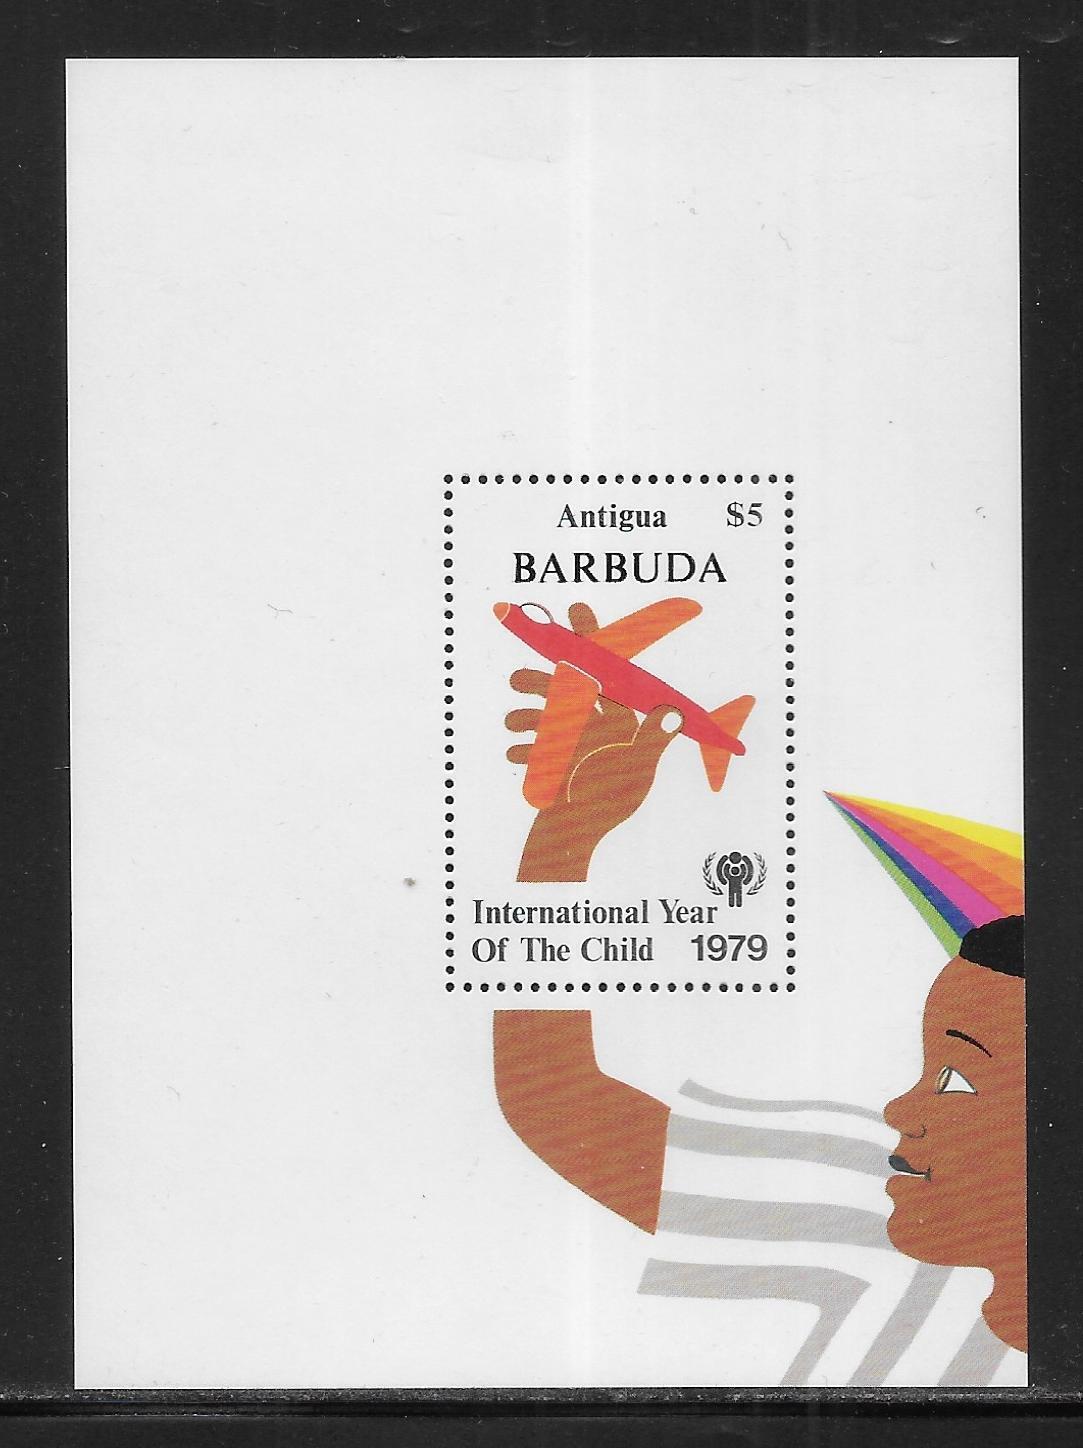 Antigua $5
BARBUDA
International Year
Of The Child 1979